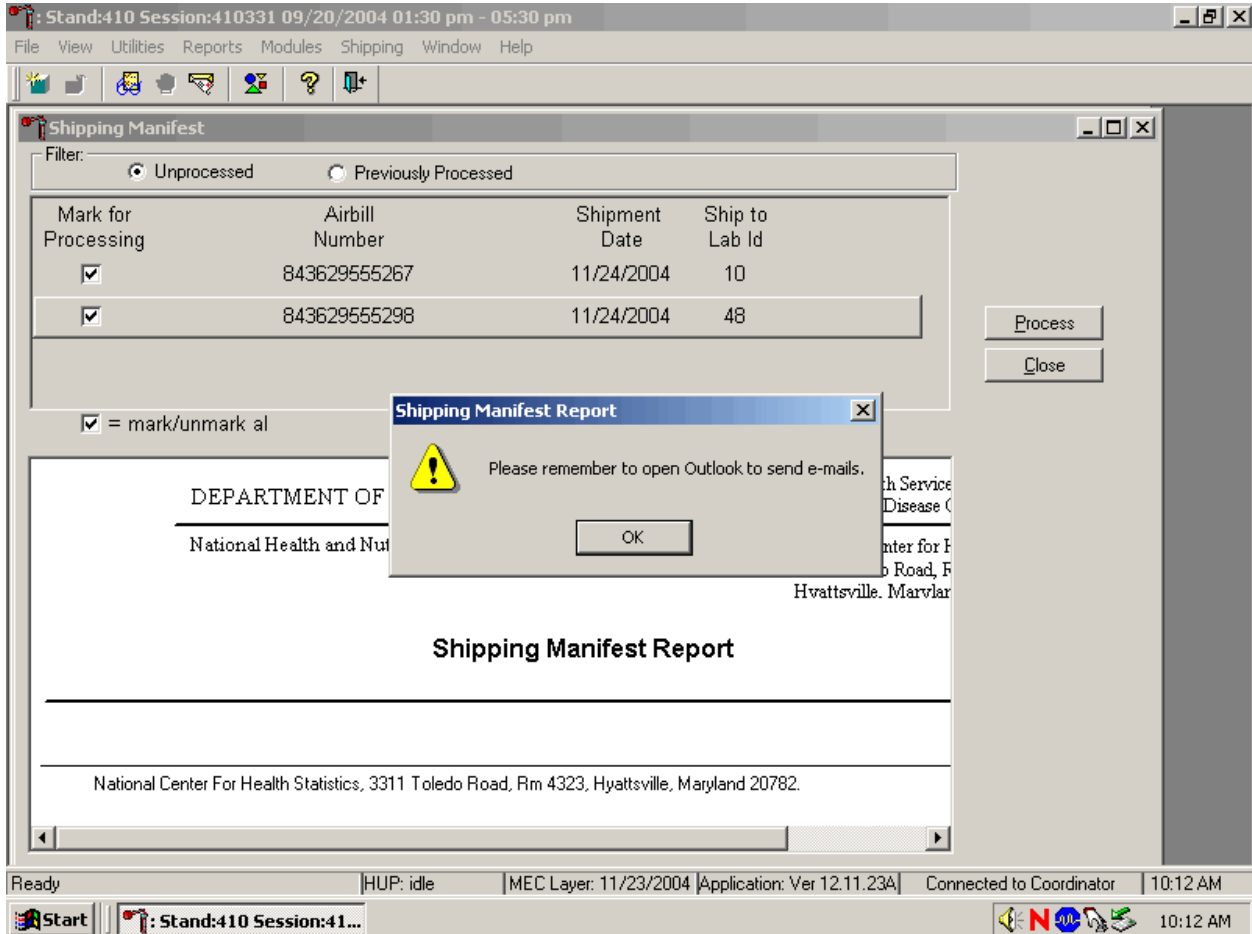 : Stand:410 Session:410331 09/20/2004 01:30 pm - 05:30 pm
File View Utilities Reports Modules Shipping Window Help
Shipping Manifest
Filter:
Unprocessed Previously Processed
Mark for Processing Airbill Number Shipment Date Ship to Lab Id
843629555267 11/24/2004 10
843629555298 11/24/2004 48
Process
Close
= mark/unmark al
Shipping Manifest Report
Please remember to open Outlook to send e-mails.
OK
DEPARTMENT OF
th Service
Disease
National Health and Nut
nter for H
Road, R
Hyattsville, Marylan
Shipping Manifest Report
National Center For Health Statistics, 3311 Toledo Road, Rm 4323, Hyattsville, Maryland 20782.
Ready HUP: idle MEC Layer: 11/23/2004 Application: Ver 12.11.23A Connected to Coordinator 10:12 AM
Start : Stand:410 Session:41... N 10:12 AM